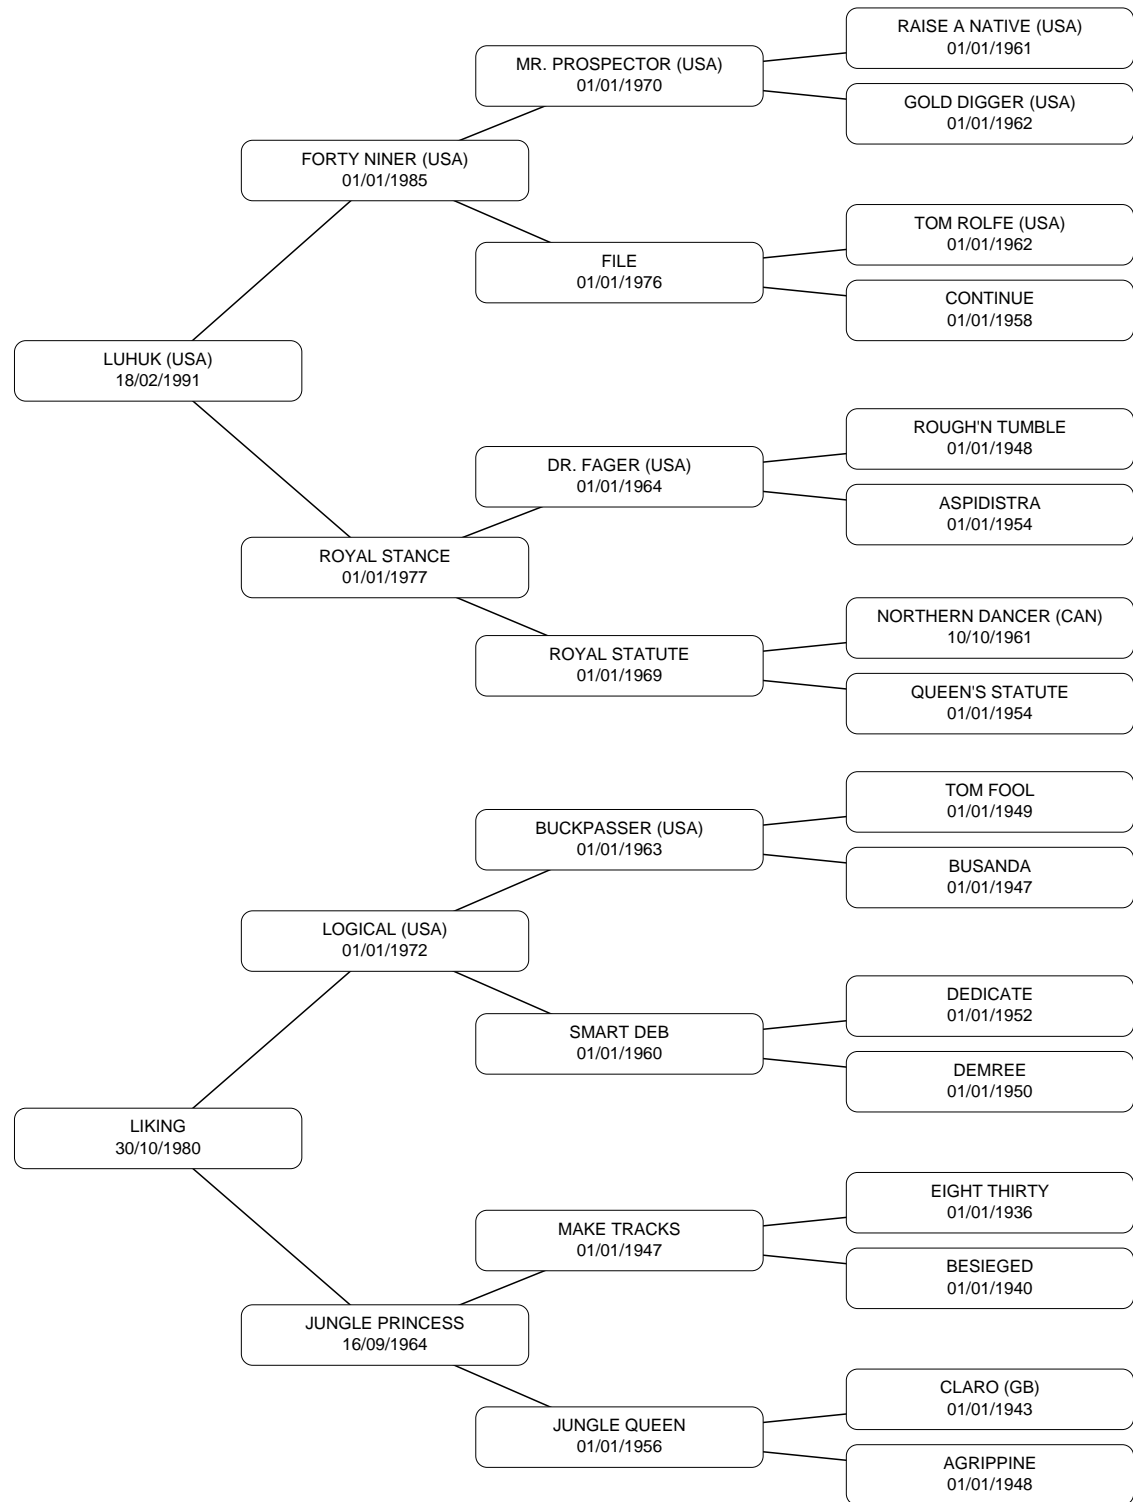 RAISE A NATIVE (USA)
01/01/1961
MR. PROSPECTOR (USA)
01/01/1970
GOLD DIGGER (USA)
01/01/1962
FORTY NINER (USA)
01/01/1985
TOM ROLFE (USA)
01/01/1962
FILE
01/01/1976
CONTINUE
01/01/1958
LUHUK (USA)
18/02/1991
ROUGH'N TUMBLE
01/01/1948
DR. FAGER (USA)
01/01/1964
ASPIDISTRA
01/01/1954
ROYAL STANCE
01/01/1977
NORTHERN DANCER (CAN)
10/10/1961
ROYAL STATUTE
01/01/1969
QUEEN'S STATUTE
01/01/1954
TOM FOOL
01/01/1949
BUCKPASSER (USA)
01/01/1963
BUSANDA
01/01/1947
LOGICAL (USA)
01/01/1972
DEDICATE
01/01/1952
SMART DEB
01/01/1960
DEMREE
01/01/1950
LIKING
30/10/1980
EIGHT THIRTY
01/01/1936
MAKE TRACKS
01/01/1947
BESIEGED
01/01/1940
JUNGLE PRINCESS
16/09/1964
CLARO (GB)
01/01/1943
JUNGLE QUEEN
01/01/1956
AGRIPPINE
01/01/1948